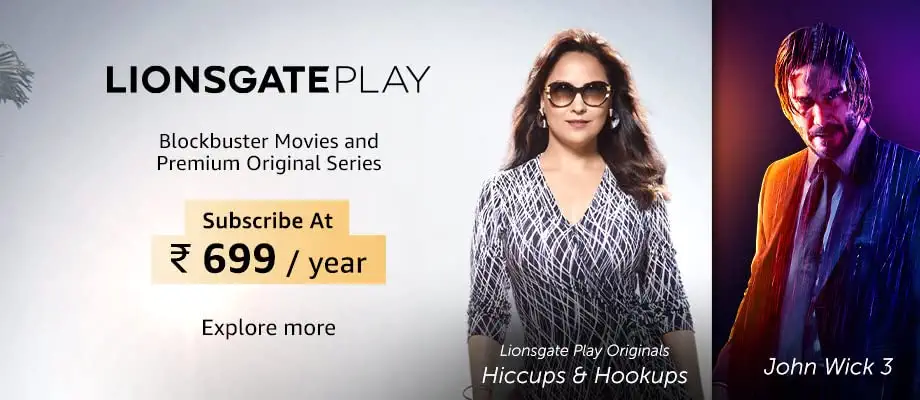 LIONSGATEPLAY
Blockbuster Movies and
Premium Original Series
Subscribe At
₹ 699 / year
Explore more
Lionsgate Play Originals
Hiccups & Hookups
John Wick 3